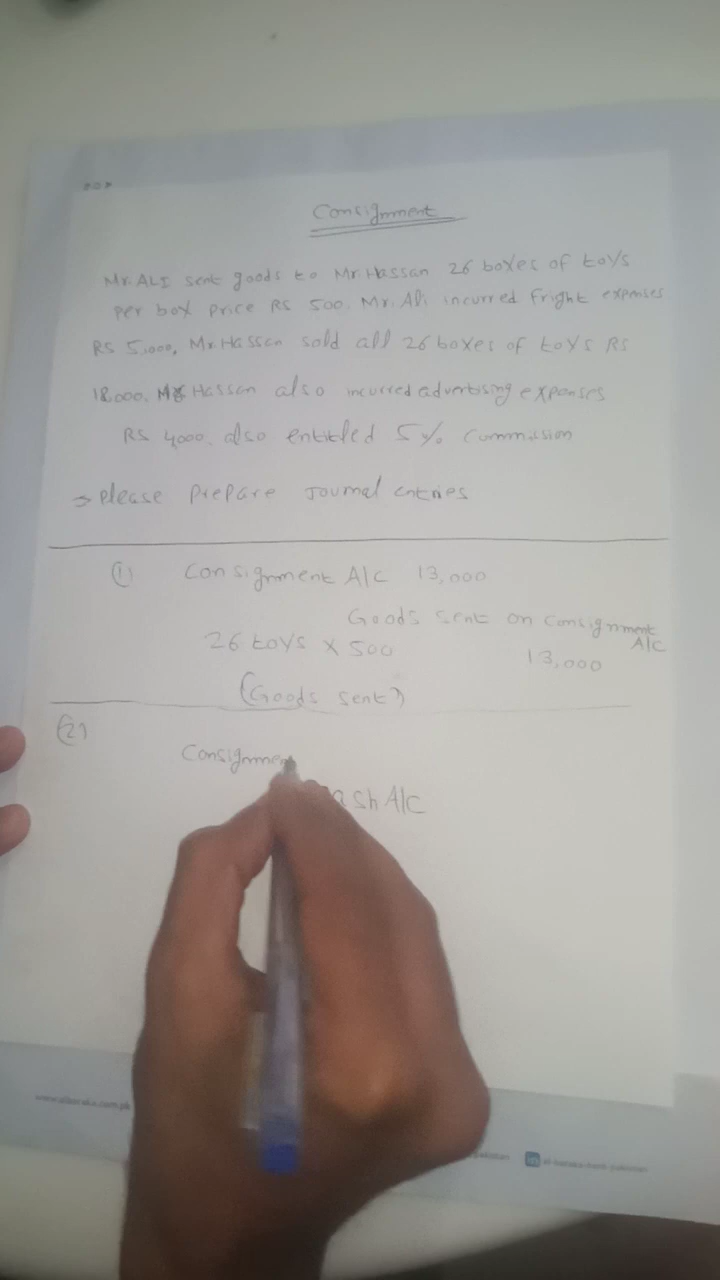 Consignment
Mr. ALI sent goods to Mr Hassan 26 boxes of toys
per box price RS 500. Mr. Ali incurred fright expenses
RS 5,000, Mr. Hassan sold all 26 boxes of toys RS
18,000. Mr Hassan also incurred advertising expenses
RS 4000. also entitled 5% commission
→ please prepare Journal entries
(1) Consignment A/c 13,000
Goods sent on consignment A/c
26 toys × 500
13,000
(Goods sent)
(2)
Consignment
ash A/c